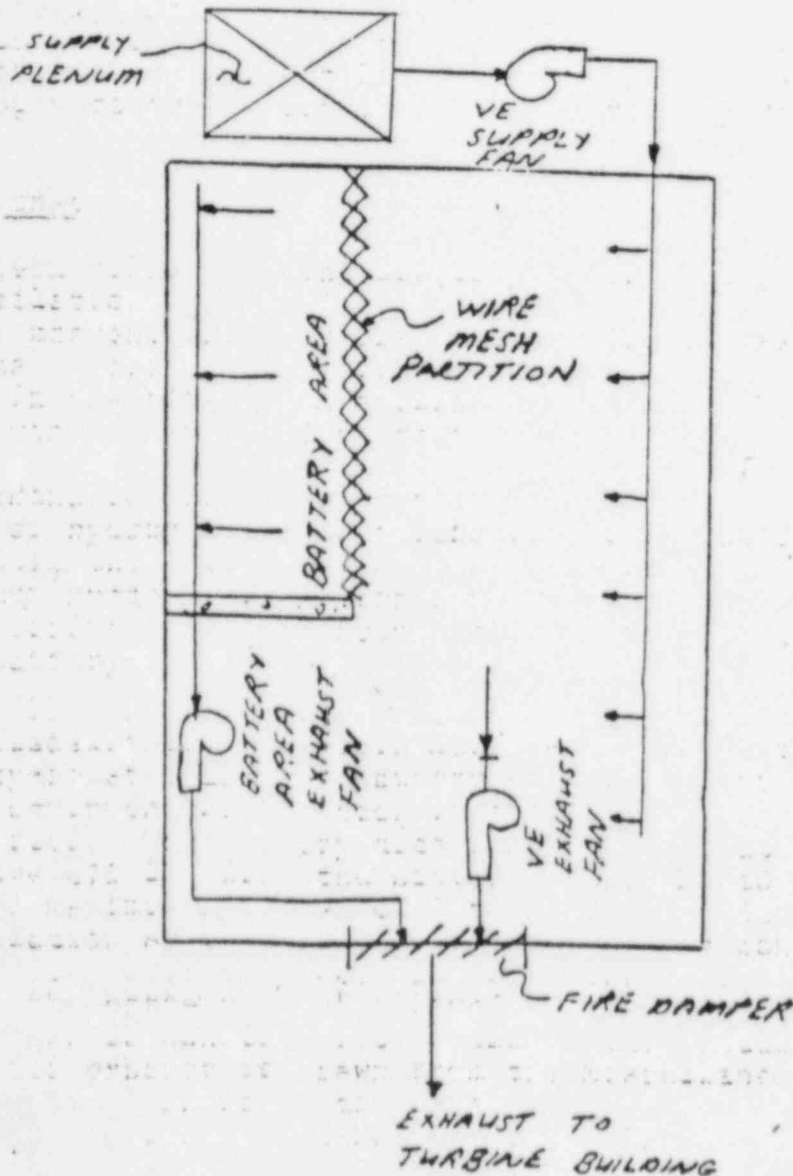 SUPPLY
PLENUM
VE
SUPPLY
FAN
WIRE
MESH
PARTITION
BATTERY AREA
BATTERY
AREA
EXHAUST
FAN
VE
EXHAUST
FAN
FIRE DAMPER
EXHAUST TO
TURBINE BUILDING